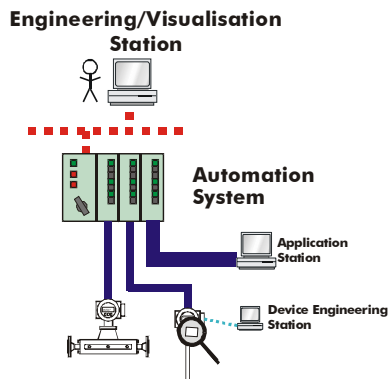 Engineering/Visualisation
Station
Automation
System
Application
Station
Device Engineering
Station